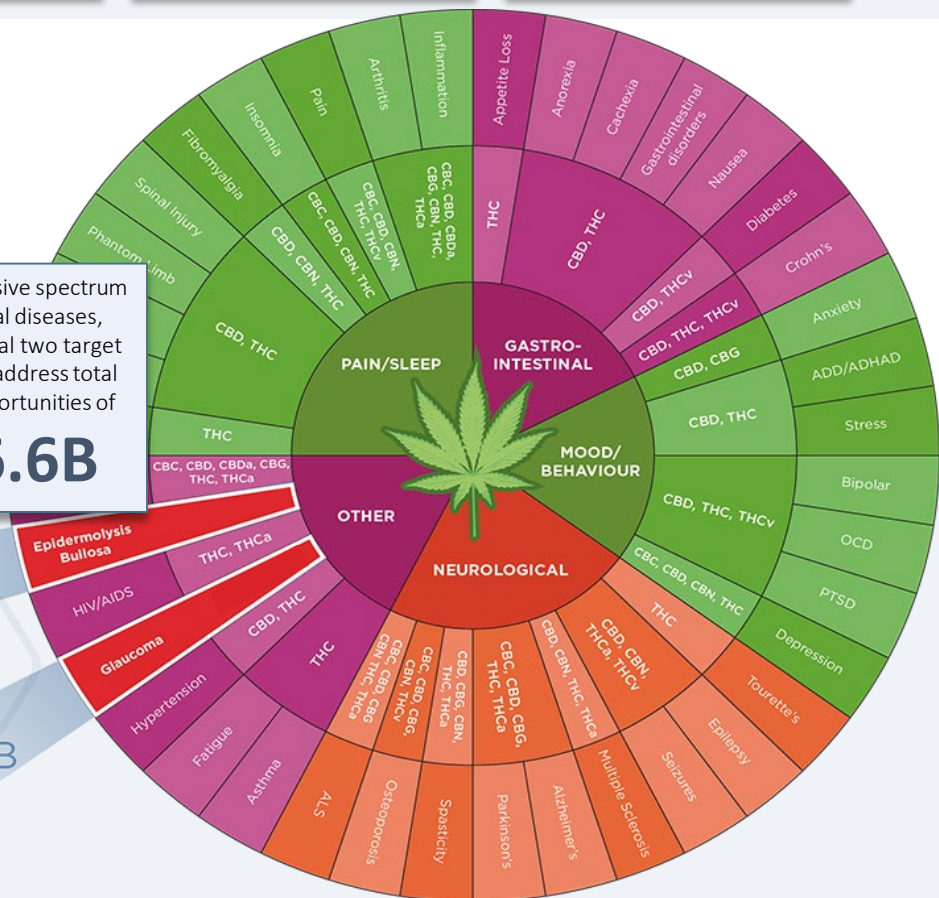 Inflammation
Arthritis
Pain
Insomnia
Fibromyalgia
Spinal Injury
Phantom Limb
Appetite Loss
Anorexia
Cachexia
Gastrointestinal
disorders
Nausea
Diabetes
Crohn's
Anxiety
ADD/ADHAD
Stress
Bipolar
OCD
PTSD
Depression
Tourette's
Epilepsy
Seizures
Multiple Sclerosis
Alzheimer's
Parkinson's
Spasticity
Osteoporosis
ALS
Asthma
Fatigue
Hypertension
Glaucoma
HIV/AIDS
Epidermolysis
Bullosa
CBC, CBD, CBDa,
CBG, CBN, THC,
THCa
CBC, CBD, CBN,
THC, THCv
CBC, CBD, CBN, THC
CBD, CBN, THC
CBD, THC
THC
THC
CBD, THC
CBD, THCv
CBD, THC, THCv
CBD, CBG
CBD, THC
CBD, THC, THCv
CBC, CBD, CBN, THC
THC
CBD, CBN,
THCa, THCv
CBD, CBN, THC, THCa
CBC, CBD, CBG,
THC, THCa
CBD, CBG, CBN,
THC, THCa
CBC, CBD, CBG,
CBN THCv
CBC, CBD, CBG
CBN THC, THCa
THC
CBD, THC
THC, THCa
CBC, CBD, CBDa, CBG,
THC, THCa
PAIN/SLEEP
GASTRO-
INTESTINAL
MOOD/
BEHAVIOUR
NEUROLOGICAL
OTHER
spectrum
diseases,
two target
address total
of
.6B
B